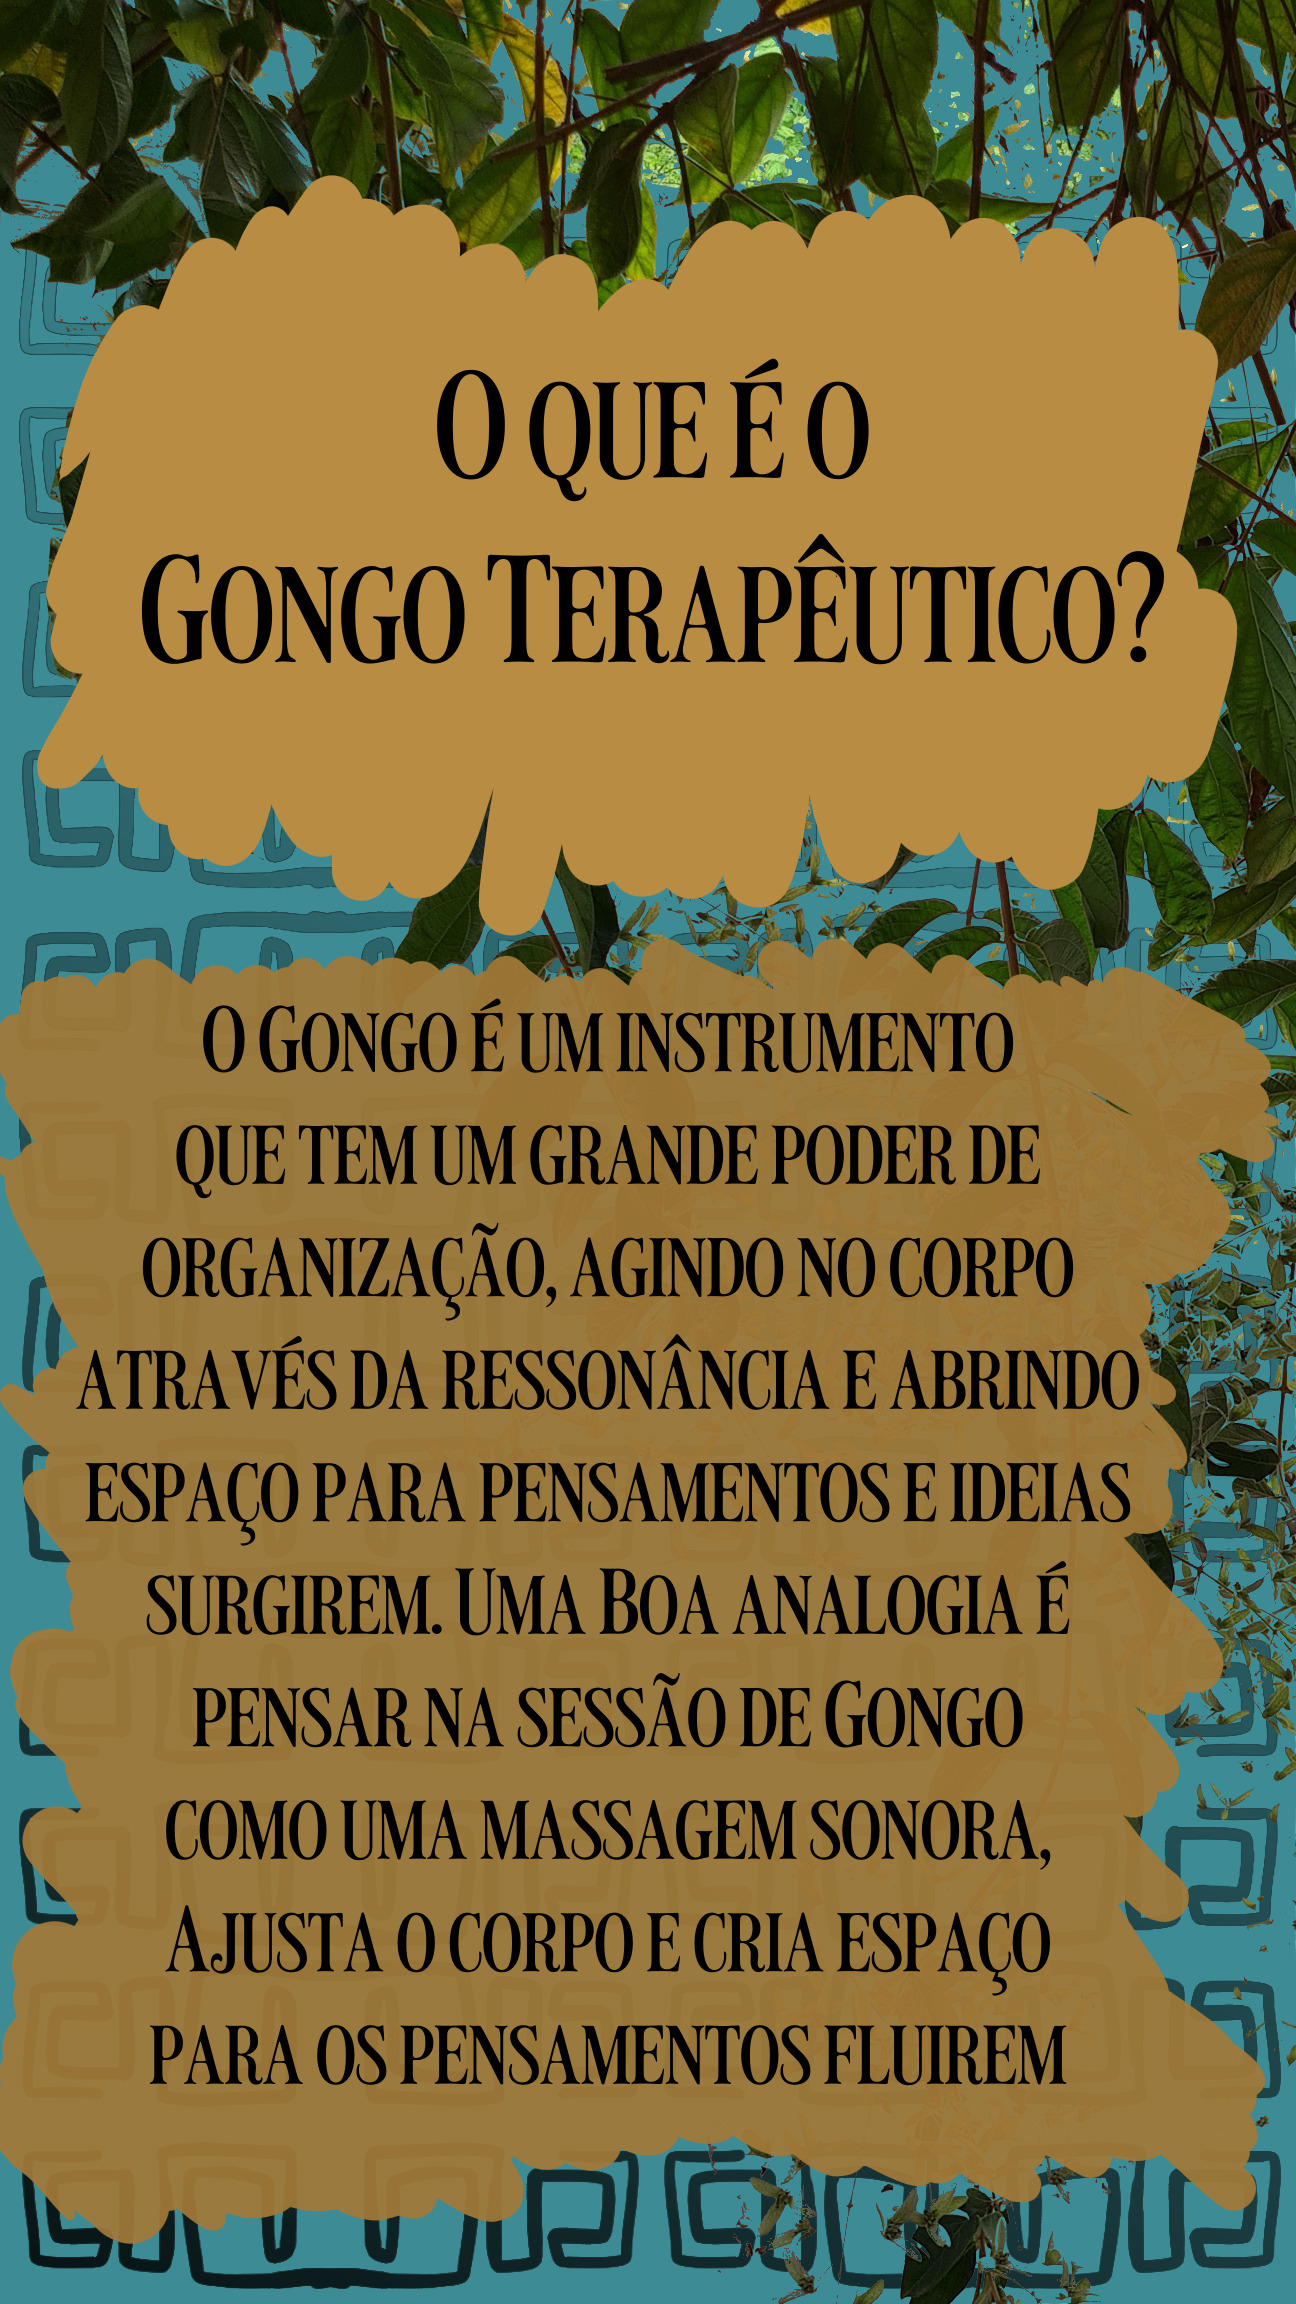 O que é o
Gongo Terapêutico?
O Gongo é um instrumento
que tem um grande poder de
organização, agindo no corpo
através da ressonância e abrindo
espaço para pensamentos e ideias
surgirem. Uma Boa analogia é
pensar na sessão de Gongo
como uma massagem sonora,
Ajusta o corpo e cria espaço
para os pensamentos fluirem